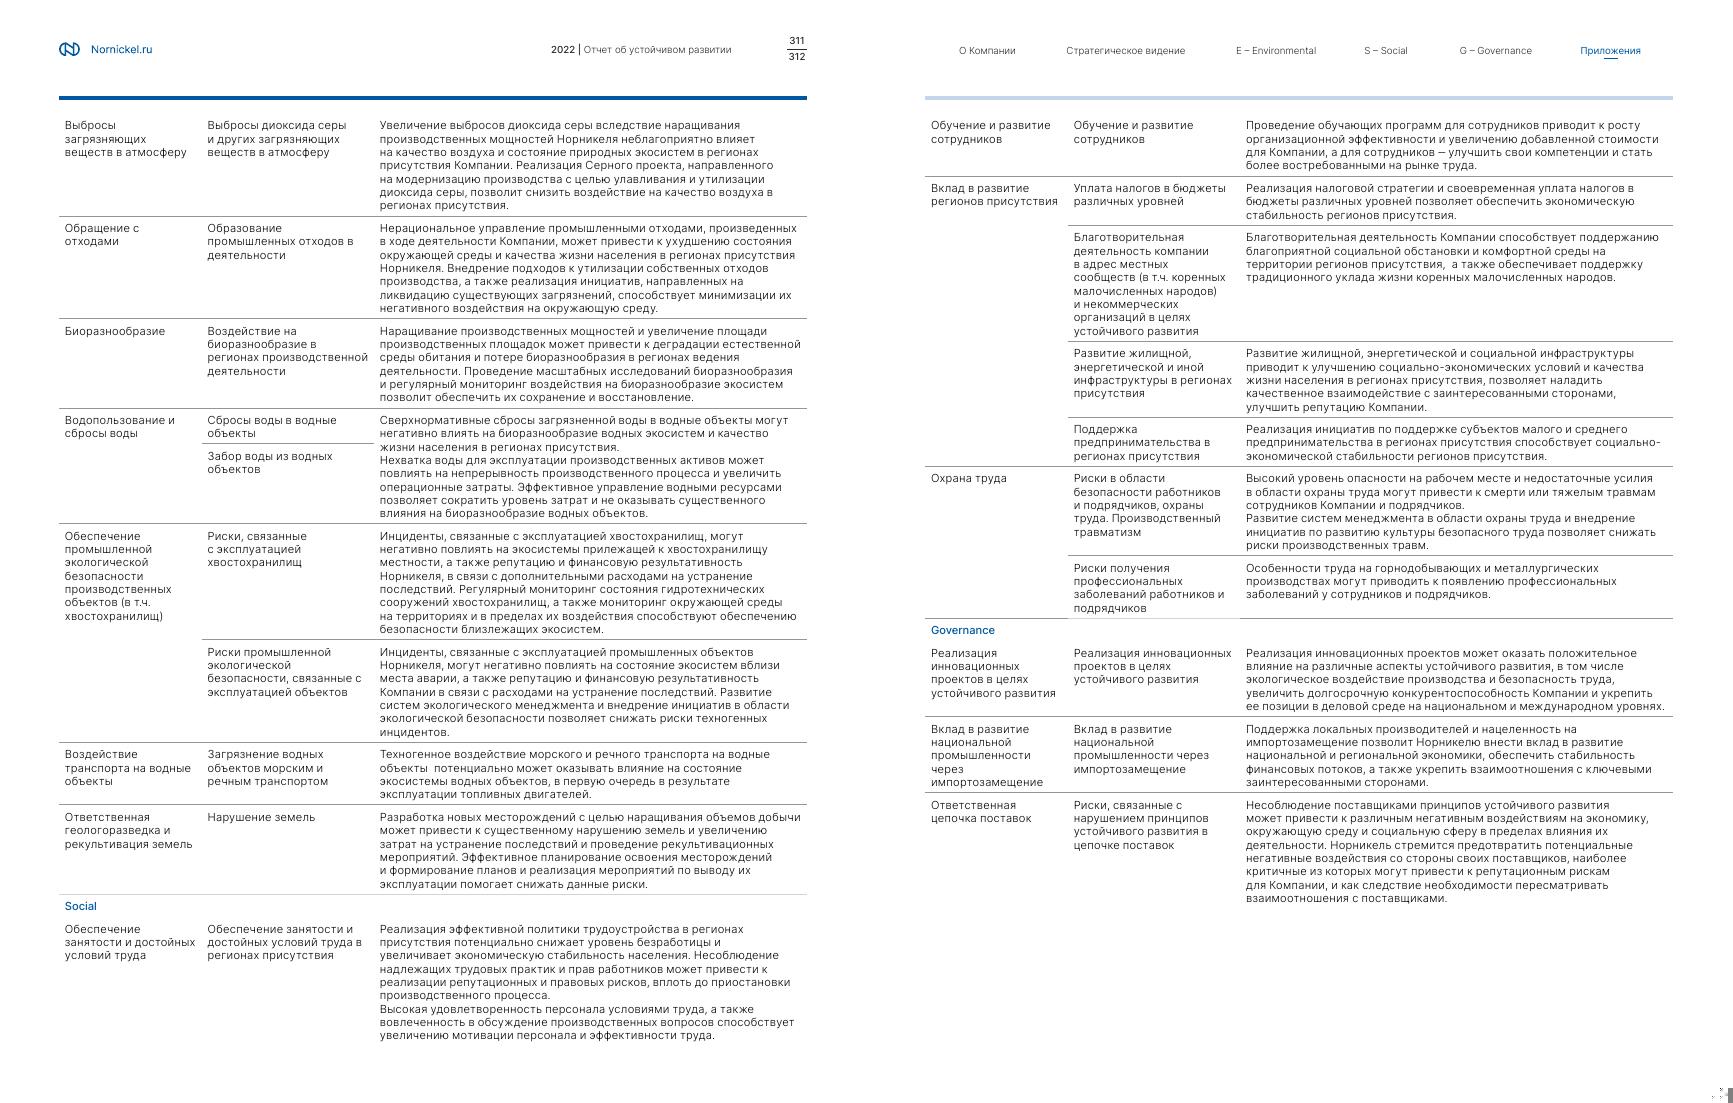 Nornickel.ru
2022 | Отчет об устойчивом развитии
311
312
О Компании
Стратегическое видение
E – Environmental
S – Social
G – Governance
Приложения
Выбросы
загрязняющих
веществ в атмосферу
Выбросы диоксида серы
и других загрязняющих
веществ в атмосферу
Увеличение выбросов диоксида серы вследствие наращивания
производственных мощностей Норникеля неблагоприятно влияет
на качество воздуха и состояние природных экосистем в регионах
присутствия Компании. Реализация Серного проекта, направленного
на модернизацию производства с целью улавливания и утилизации
диоксида серы, позволит снизить воздействие на качество воздуха в
регионах присутствия.
Обращение с
отходами
Образование
промышленных отходов в
деятельности
Нерациональное управление промышленными отходами, произведенных
в ходе деятельности Компании, может привести к ухудшению состояния
окружающей среды и качества жизни населения в регионах присутствия
Норникеля. Внедрение подходов к утилизации собственных отходов
производства, а также реализация инициатив, направленных на
ликвидацию существующих загрязнений, способствует минимизации их
негативного воздействия на окружающую среду.
Биоразнообразие
Воздействие на
биоразнообразие в
регионах производственной
деятельности
Наращивание производственных мощностей и увеличение площади
производственных площадок может привести к деградации естественной
среды обитания и потере биоразнообразия в регионах ведения
деятельности. Проведение масштабных исследований биоразнообразия
и регулярный мониторинг воздействия на биоразнообразие экосистем
позволит обеспечить их сохранение и восстановление.
Водопользование и
сбросы воды
Сбросы воды в водные
объекты
Забор воды из водных
объектов
Сверхнормативные сбросы загрязненной воды в водные объекты могут
негативно влиять на биоразнообразие водных экосистем и качество
жизни населения в регионах присутствия.
Нехватка воды для эксплуатации производственных активов может
повлиять на непрерывность производственного процесса и увеличить
операционные затраты. Эффективное управление водными ресурсами
позволяет сократить уровень затрат и не оказывать существенного
влияния на биоразнообразие водных объектов.
Обеспечение
промышленной
экологической
безопасности
производственных
объектов (в т.ч.
хвостохранилищ)
Риски, связанные
с эксплуатацией
хвостохранилищ
Инциденты, связанные с эксплуатацией хвостохранилищ, могут
негативно повлиять на экосистемы прилежащей к хвостохранилищу
местности, а также репутацию и финансовую результативность
Норникеля, в связи с дополнительными расходами на устранение
последствий. Регулярный мониторинг состояния гидротехнических
сооружений хвостохранилищ, а также мониторинг окружающей среды
на территориях и в пределах их воздействия способствуют обеспечению
безопасности близлежащих экосистем.
Риски промышленной
экологической
безопасности, связанные с
эксплуатацией объектов
Инциденты, связанные с эксплуатацией промышленных объектов
Норникеля, могут негативно повлиять на состояние экосистем вблизи
места аварии, а также репутацию и финансовую результативность
Компании в связи с расходами на устранение последствий. Развитие
систем экологического менеджмента и внедрение инициатив в области
экологической безопасности позволяет снижать риски техногенных
инцидентов.
Воздействие
транспорта на водные
объекты
Загрязнение водных
объектов морским и
речным транспортом
Техногенное воздействие морского и речного транспорта на водные
объекты  потенциально может оказывать влияние на состояние
экосистемы водных объектов, в первую очередь в результате
эксплуатации топливных двигателей.
Ответственная
геологоразведка и
рекультивация земель
Нарушение земель
Разработка новых месторождений с целью наращивания объемов добычи
может привести к существенному нарушению земель и увеличению
затрат на устранение последствий и проведение рекультивационных
мероприятий. Эффективное планирование освоения месторождений
и формирование планов и реализация мероприятий по выводу их
эксплуатации помогает снижать данные риски.
Social
Обеспечение
занятости и достойных
условий труда
Обеспечение занятости и
достойных условий труда в
регионах присутствия
Реализация эффективной политики трудоустройства в регионах
присутствия потенциально снижает уровень безработицы и
увеличивает экономическую стабильность населения. Несоблюдение
надлежащих трудовых практик и прав работников может привести к
реализации репутационных и правовых рисков, вплоть до приостановки
производственного процесса.
Высокая удовлетворенность персонала условиями труда, а также
вовлеченность в обсуждение производственных вопросов способствует
увеличению мотивации персонала и эффективности труда.
Обучение и развитие
сотрудников
Обучение и развитие
сотрудников
Проведение обучающих программ для сотрудников приводит к росту
организационной эффективности и увеличению добавленной стоимости
для Компании, а для сотрудников – улучшить свои компетенции и стать
более востребованными на рынке труда.
Вклад в развитие
регионов присутствия
Уплата налогов в бюджеты
различных уровней
Реализация налоговой стратегии и своевременная уплата налогов в
бюджеты различных уровней позволяет обеспечить экономическую
стабильность регионов присутствия.
Благотворительная
деятельность компании
в адрес местных
сообществ (в т.ч. коренных
малочисленных народов)
и некоммерческих
организаций в целях
устойчивого развития
Благотворительная деятельность Компании способствует поддержанию
благоприятной социальной обстановки и комфортной среды на
территории регионов присутствия,  а также обеспечивает поддержку
традиционного уклада жизни коренных малочисленных народов.
Развитие жилищной,
энергетической и иной
инфраструктуры в регионах
присутствия
Развитие жилищной, энергетической и социальной инфраструктуры
приводит к улучшению социально-экономических условий и качества
жизни населения в регионах присутствия, позволяет наладить
качественное взаимодействие с заинтересованными сторонами,
улучшить репутацию Компании.
Поддержка
предпринимательства в
регионах присутствия
Реализация инициатив по поддержке субъектов малого и среднего
предпринимательства в регионах присутствия способствует социально-
экономической стабильности регионов присутствия.
Охрана труда
Риски в области
безопасности работников
и подрядчиков, охраны
труда. Производственный
травматизм
Высокий уровень опасности на рабочем месте и недостаточные усилия
в области охраны труда могут привести к смерти или тяжелым травмам
сотрудников Компании и подрядчиков.
Развитие систем менеджмента в области охраны труда и внедрение
инициатив по развитию культуры безопасного труда позволяет снижать
риски производственных травм.
Риски получения
профессиональных
заболеваний работников и
подрядчиков
Особенности труда на горнодобывающих и металлургических
производствах могут приводить к появлению профессиональных
заболеваний у сотрудников и подрядчиков.
Governance
Реализация
инновационных
проектов в целях
устойчивого развития
Реализация инновационных
проектов в целях
устойчивого развития
Реализация инновационных проектов может оказать положительное
влияние на различные аспекты устойчивого развития, в том числе
экологическое воздействие производства и безопасность труда,
увеличить долгосрочную конкурентоспособность Компании и укрепить
ее позиции в деловой среде на национальном и международном уровнях.
Вклад в развитие
национальной
промышленности
через
импортозамещение
Вклад в развитие
национальной
промышленности через
импортозамещение
Поддержка локальных производителей и нацеленность на
импортозамещение позволит Норникелю внести вклад в развитие
национальной и региональной экономики, обеспечить стабильность
финансовых потоков, а также укрепить взаимоотношения с ключевыми
заинтересованными сторонами.
Ответственная
цепочка поставок
Риски, связанные с
нарушением принципов
устойчивого развития в
цепочке поставок
Несоблюдение поставщиками принципов устойчивого развития
может привести к различным негативным воздействиям на экономику,
окружающую среду и социальную сферу в пределах влияния их
деятельности. Норникель стремится предотвратить потенциальные
негативные воздействия со стороны своих поставщиков, наиболее
критичные из которых могут привести к репутационным рискам
для Компании, и как следствие необходимости пересматривать
взаимоотношения с поставщиками.